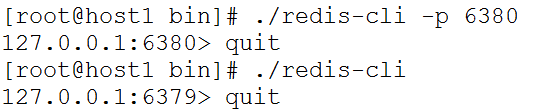 [root@host1 bin]# ./redis-cli -p 6380
127.0.0.1:6380> quit
[root@host1 bin]# ./redis-cli
127.0.0.1:6379> quit